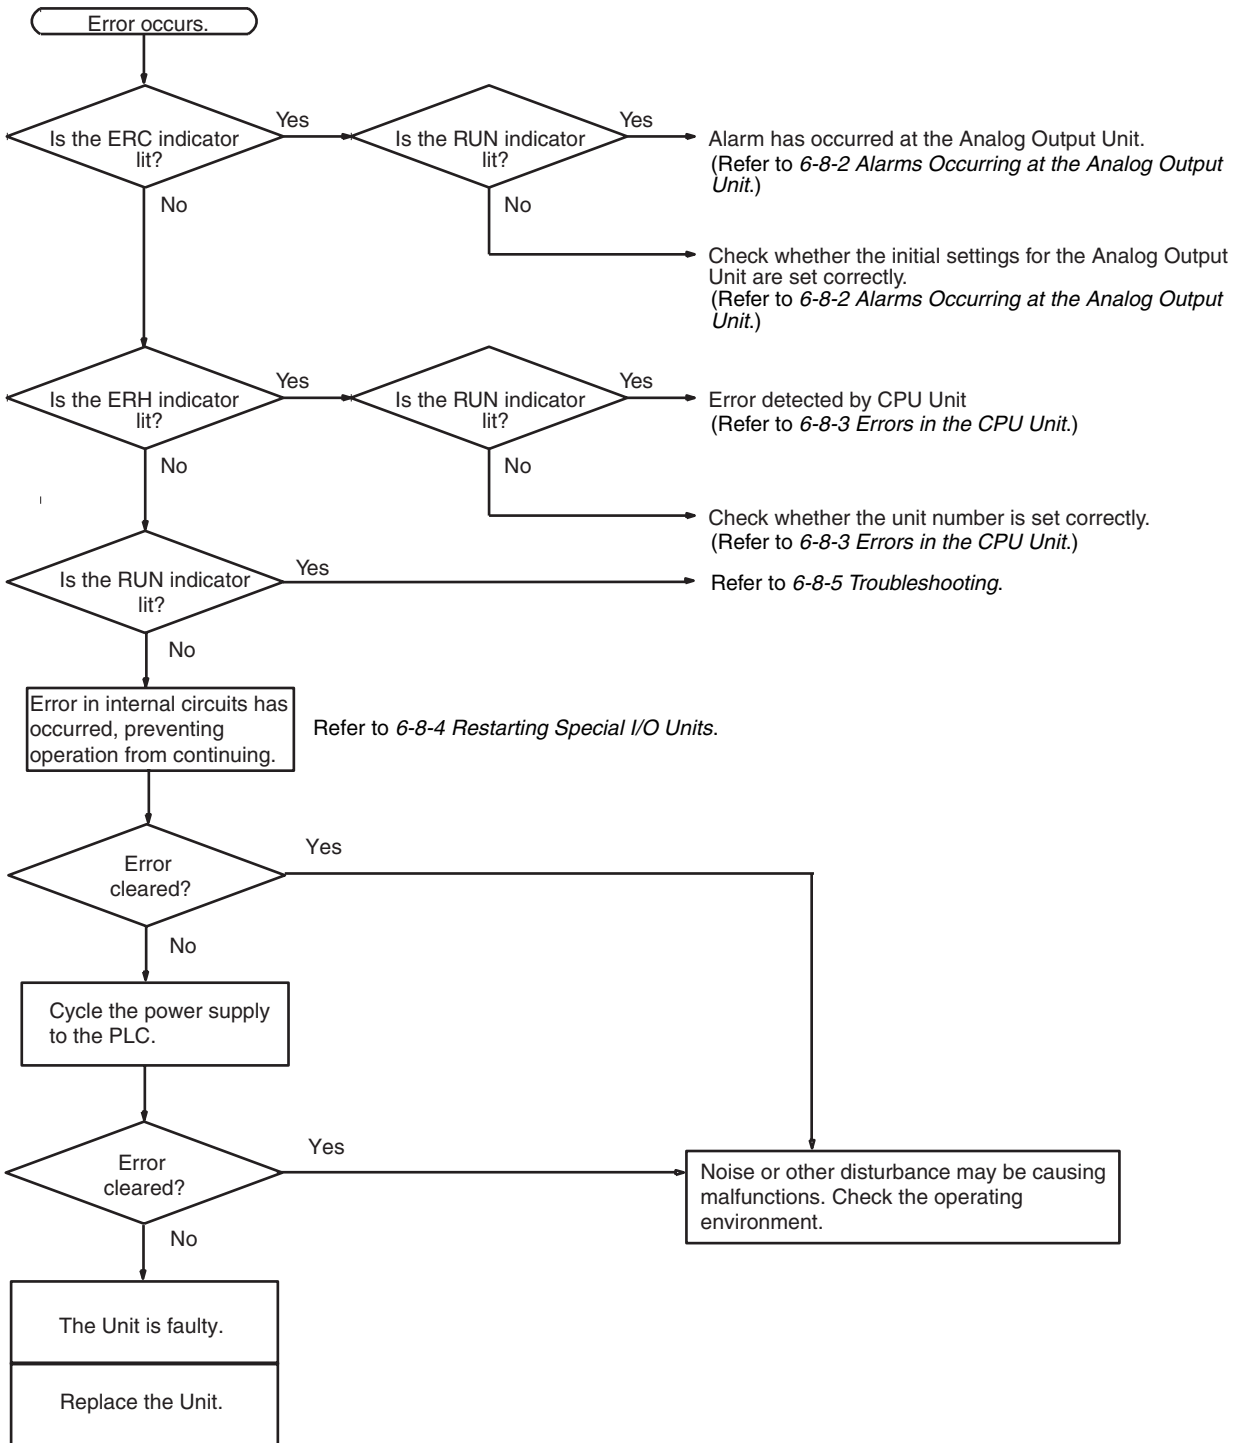 Error occurs.
Is the ERC indicator
lit?
Yes
Is the RUN indicator
lit?
Yes
Alarm has occurred at the Analog Output Unit.
(Refer to 6-8-2 Alarms Occurring at the Analog Output
Unit.)
No
No
Check whether the initial settings for the Analog Output
Unit are set correctly.
(Refer to 6-8-2 Alarms Occurring at the Analog Output
Unit.)
Is the ERH indicator
lit?
Yes
Is the RUN indicator
lit?
Yes
Error detected by CPU Unit
(Refer to 6-8-3 Errors in the CPU Unit.)
No
No
Check whether the unit number is set correctly.
(Refer to 6-8-3 Errors in the CPU Unit.)
Is the RUN indicator
lit?
Yes
Refer to 6-8-5 Troubleshooting.
No
Error in internal circuits has
occurred, preventing
operation from continuing.
Refer to 6-8-4 Restarting Special I/O Units.
Error
cleared?
Yes
No
Cycle the power supply
to the PLC.
Error
cleared?
Yes
Noise or other disturbance may be causing
malfunctions. Check the operating
environment.
No
The Unit is faulty.
Replace the Unit.